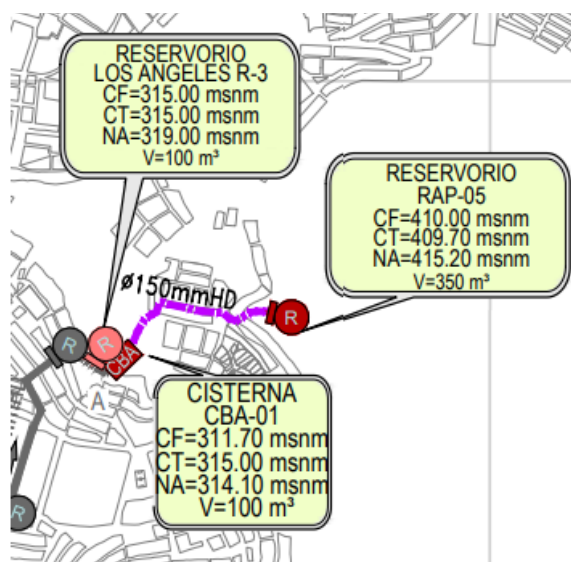 RESERVORIO
LOS ANGELES R-3
CF=315.00 msnm
CT=315.00 msnm
NA=319.00 msnm
V=100 m³
RESERVORIO
RAP-05
CF=410.00 msnm
CT=409.70 msnm
NA=415.20 msnm
V=350 m³
ø150mmHD
R
R
R
CBA
A
CISTERNA
CBA-01
CF=311.70 msnm
CT=315.00 msnm
NA=314.10 msnm
V=100 m³
R